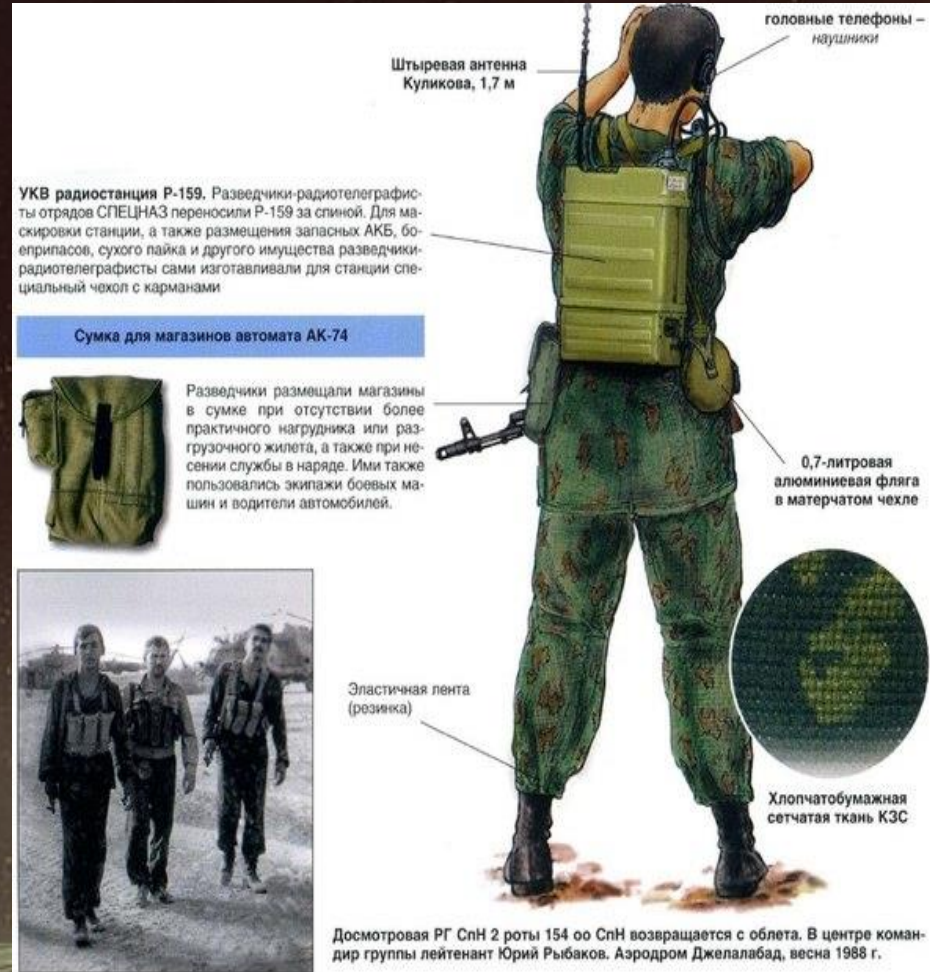 головные телефоны –
наушники
Штыревая антенна
Куликова, 1,7 м
УКВ радиостанция Р-159. Разведчики-радиотелеграфис-
ты отрядов СПЕЦНАЗ переносили Р-159 за спиной. Для ма-
скировки станции, а также размещения запасных АКБ, бо-
еприпасов, сухого пайка и другого имущества разведчики-
радиотелеграфисты сами изготавливали для станции спе-
циальный чехол с карманами
Сумка для магазинов автомата АК-74
Разведчики размещали магазины
в сумке при отсутствии более
практичного нагрудника или раз-
грузочного жилета, а также при не-
сении службы в наряде. Ими также
пользовались экипажи боевых ма-
шин и водители автомобилей.
0,7-литровая
алюминиевая фляга
в матерчатом чехле
Эластичная лента
(резинка)
Хлопчатобумажная
сетчатая ткань КЗС
Досмотровая РГ СпН 2 роты 154 оо СпН возвращается с облета. В центре коман-
дир группы лейтенант Юрий Рыбаков. Аэродром Джелалабад, весна 1988 г.